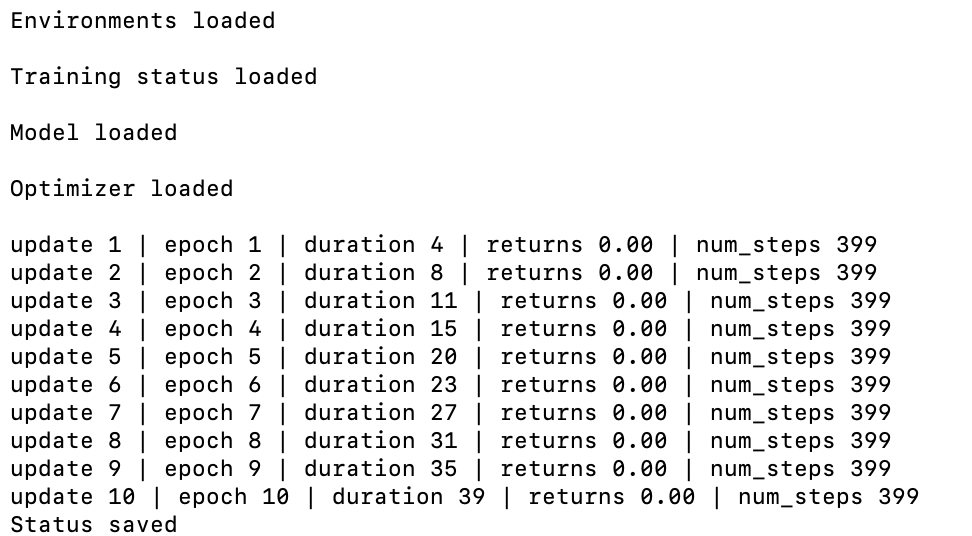 Environments loaded
Training status loaded
Model loaded
Optimizer loaded
update 1 | epoch 1 | duration 4 | returns 0.00 | num_steps 399
update 2 | epoch 2 | duration 8 | returns 0.00 | num_steps 399
update 3 | epoch 3 | duration 11 | returns 0.00 | num_steps 399
update 4 | epoch 4 | duration 15 | returns 0.00 | num_steps 399
update 5 | epoch 5 | duration 20 | returns 0.00 | num_steps 399
update 6 | epoch 6 | duration 23 | returns 0.00 | num_steps 399
update 7 | epoch 7 | duration 27 | returns 0.00 | num_steps 399
update 8 | epoch 8 | duration 31 | returns 0.00 | num_steps 399
update 9 | epoch 9 | duration 35 | returns 0.00 | num_steps 399
update 10 | epoch 10 | duration 39 | returns 0.00 | num_steps 399
Status saved